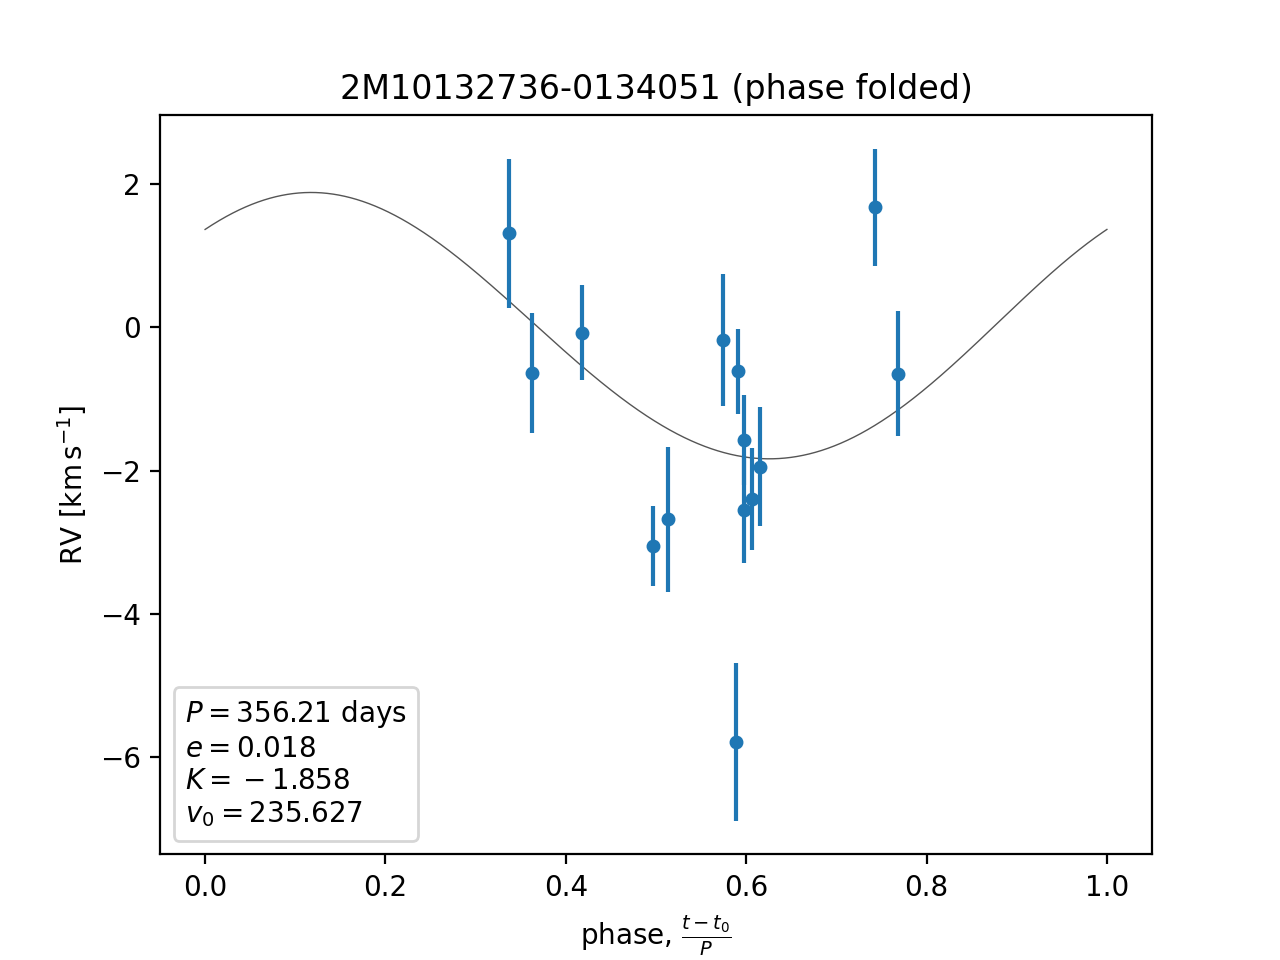 2M10132736-0134051 (phase folded)
2
0
−2
−4
−6
RV [km s⁻¹]
P = 356.21 days
e = 0.018
K = −1.858
v₀ = 235.627
0.0 0.2 0.4 0.6 0.8 1.0
phase, (t − t₀)/P